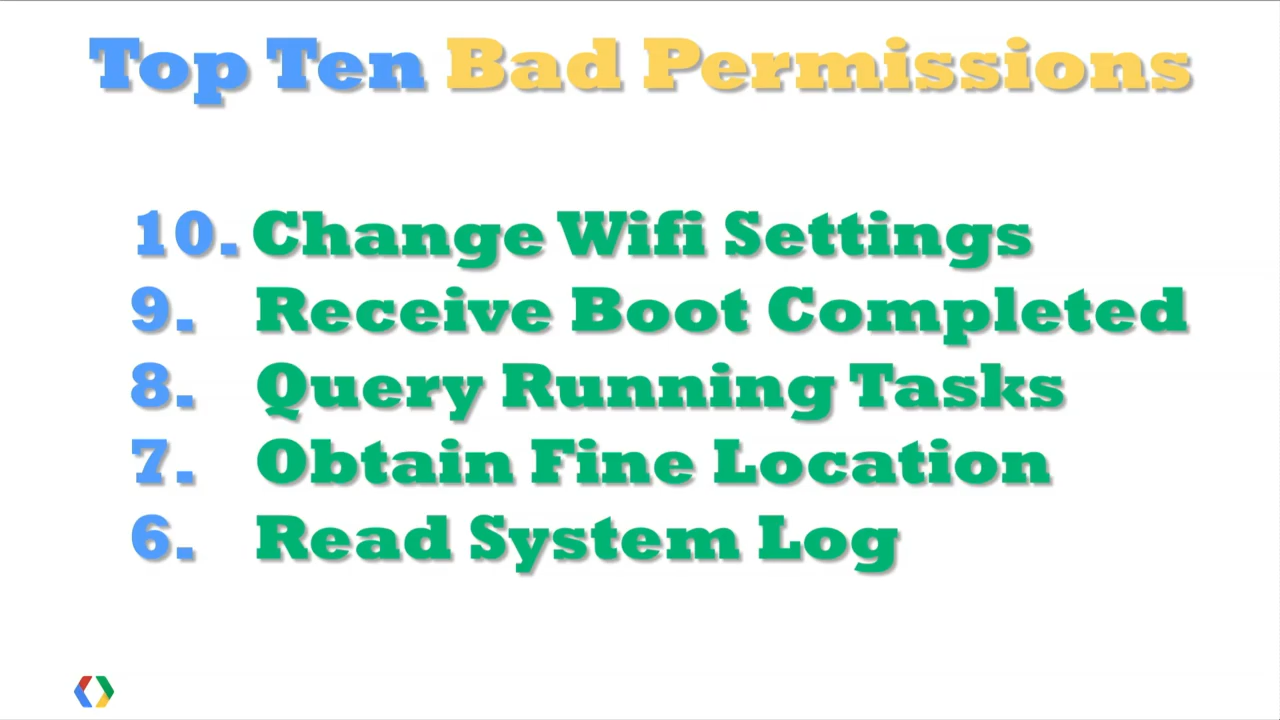 Top Ten Bad Permissions
10. Change Wifi Settings
9. Receive Boot Completed
8. Query Running Tasks
7. Obtain Fine Location
6. Read System Log